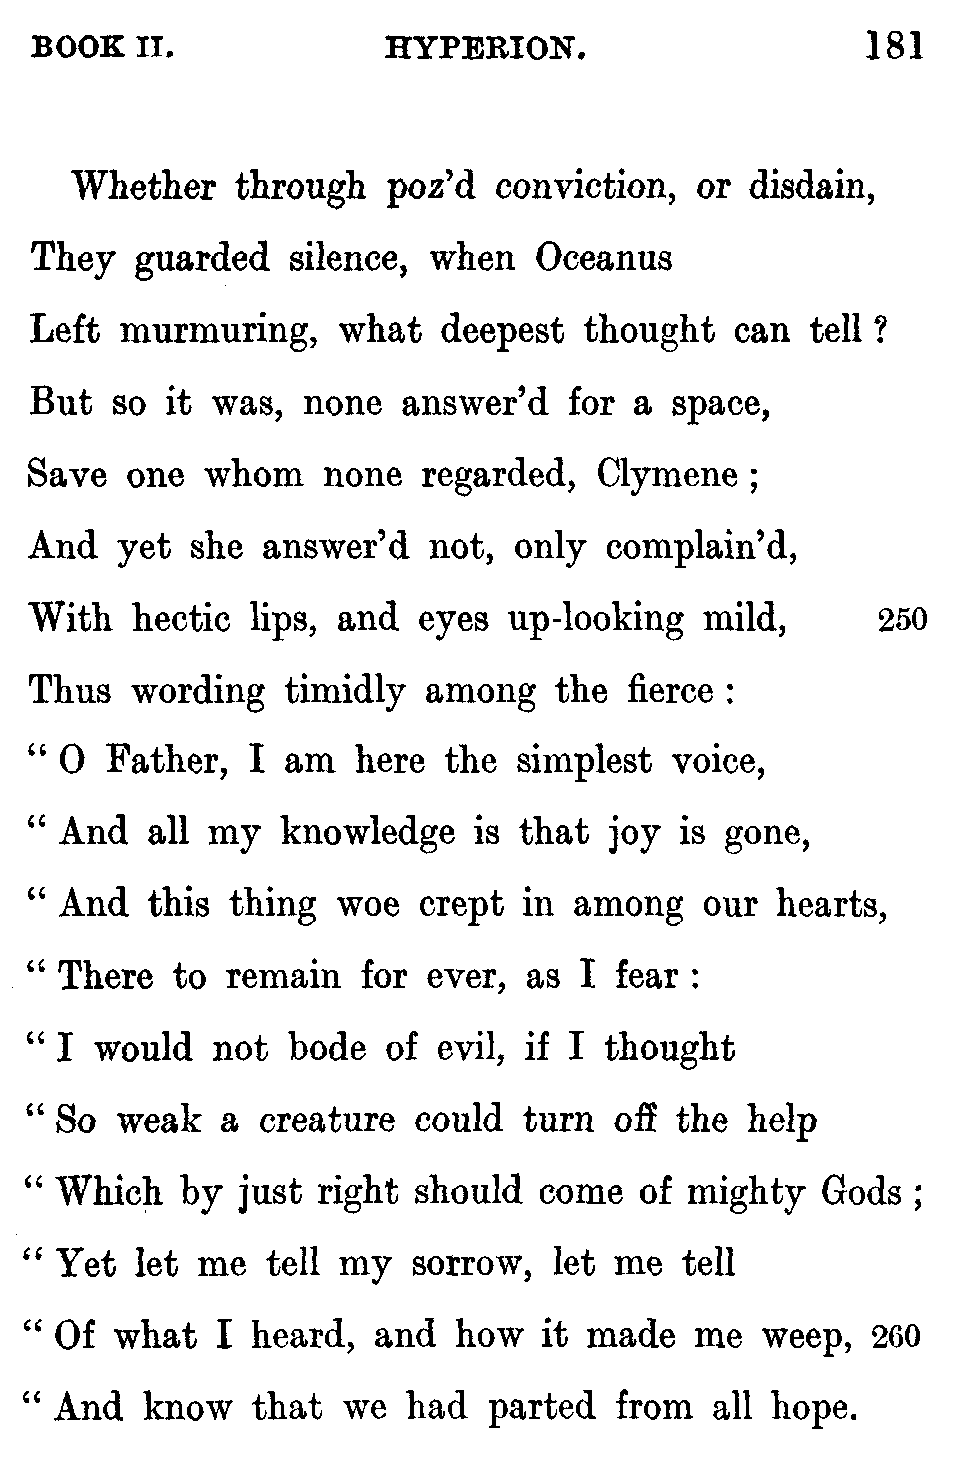 BOOK II. HYPERION. 181
Whether through poz’d conviction, or disdain,
They guarded silence, when Oceanus
Left murmuring, what deepest thought can tell ?
But so it was, none answer’d for a space,
Save one whom none regarded, Clymene ;
And yet she answer’d not, only complain’d,
With hectic lips, and eyes up-looking mild, 250
Thus wording timidly among the fierce :
“ O Father, I am here the simplest voice,
“ And all my knowledge is that joy is gone,
“ And this thing woe crept in among our hearts,
“ There to remain for ever, as I fear :
“ I would not bode of evil, if I thought
“ So weak a creature could turn off the help
“ Which by just right should come of mighty Gods ;
“ Yet let me tell my sorrow, let me tell
“ Of what I heard, and how it made me weep, 260
“ And know that we had parted from all hope.